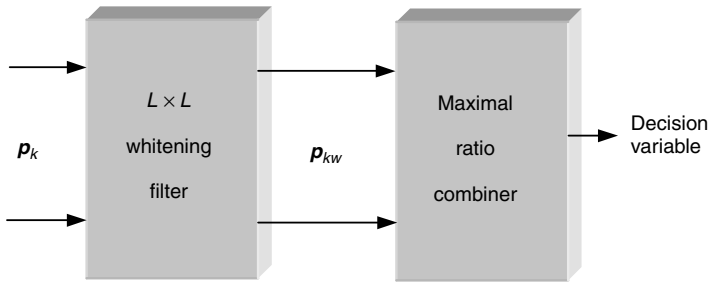 p_k
L × L
whitening
filter
p_kw
Maximal
ratio
combiner
Decision
variable